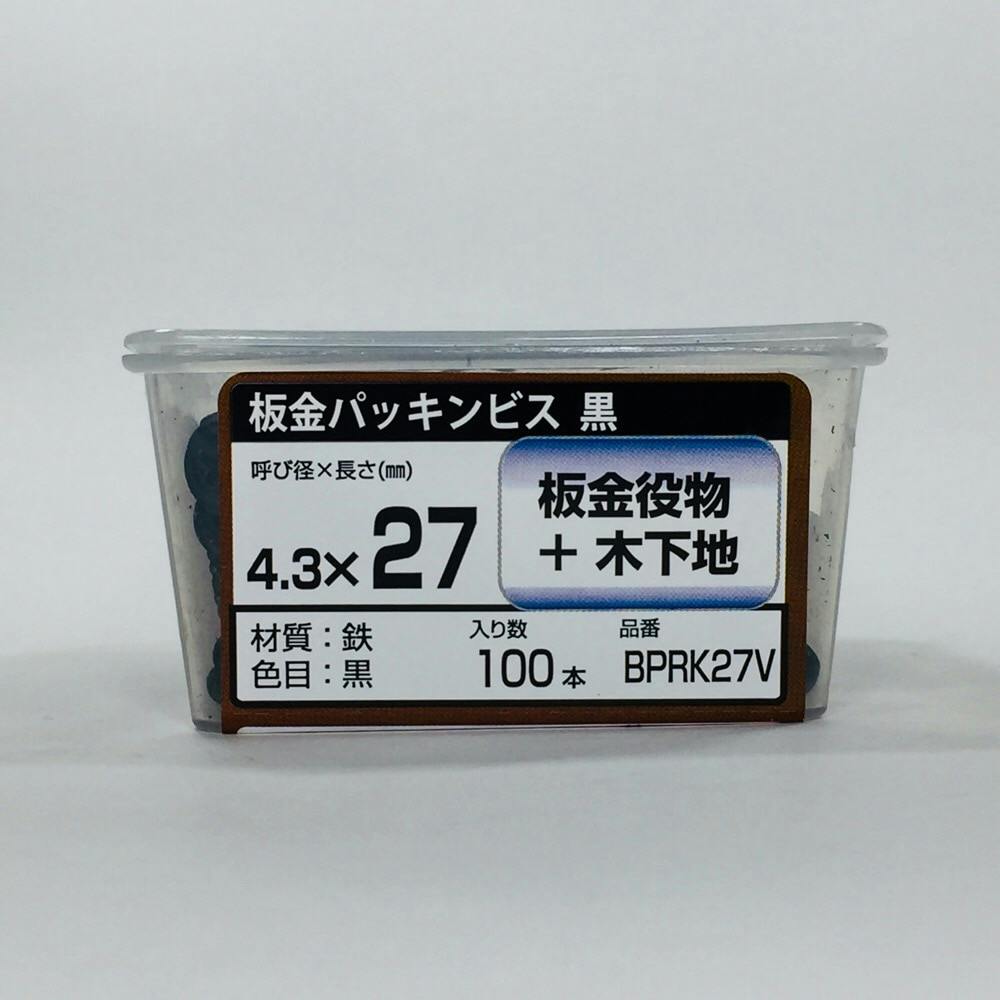 板金パッキンビス 黒
呼び径×長さ(㎜)
4.3×27
板金役物
＋木下地
材質：鉄
色目：黒
入り数
100本
品番
BPRK27V